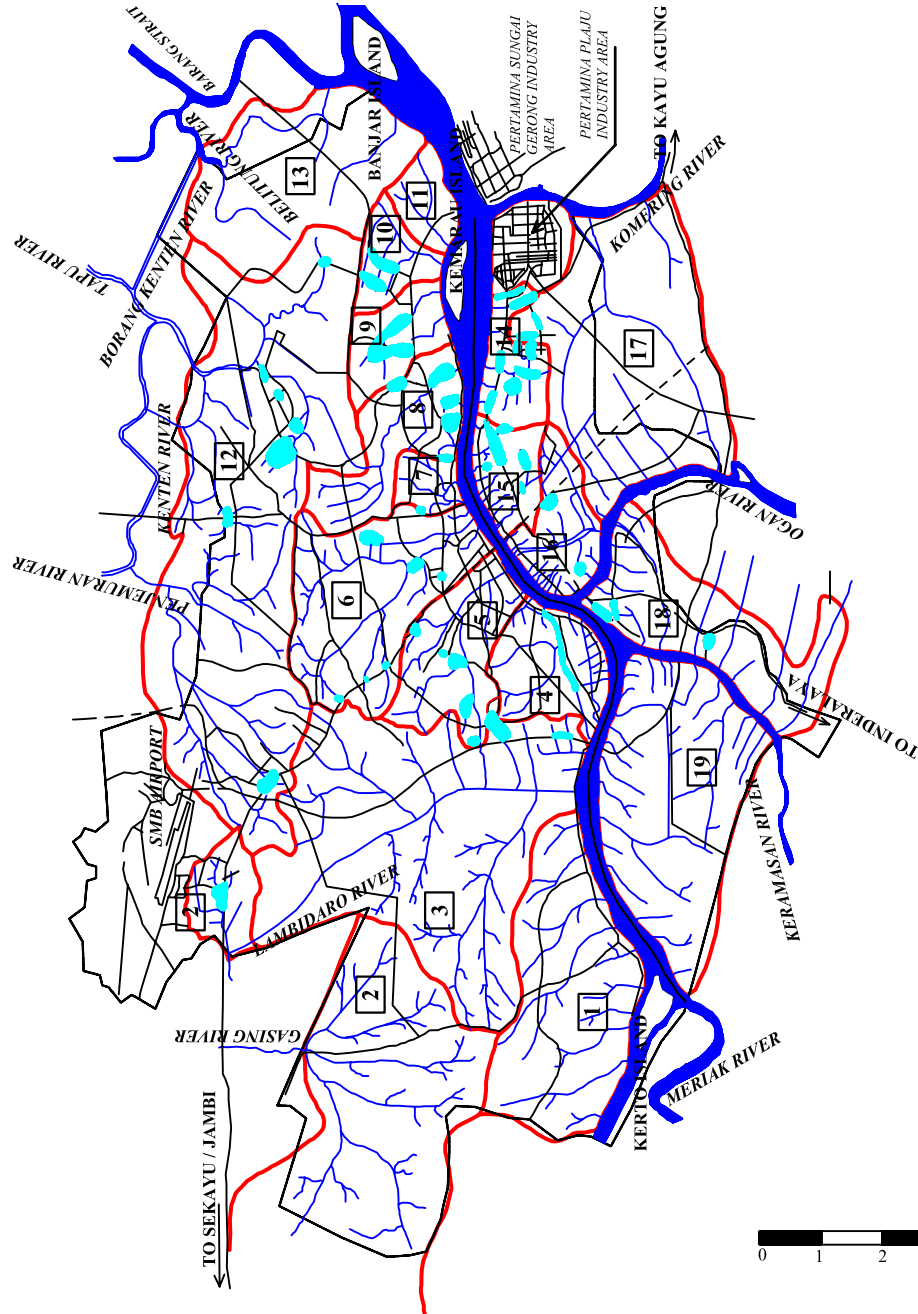 BARANG STRAIT
BELITUNG RIVER
13
BANJAR ISLAND
TAPU RIVER
BORANG KENTEN RIVER
10
11
KEMARAU ISLAND
PERTAMINA SUNGAI
GERONG INDUSTRY
AREA
PERTAMINA PLAJU
INDUSTRY AREA
TO KAYU AGUNG
KOMERING RIVER
19
14
17
KENTEN RIVER
12
8
7
15
OGAN RIVER
PENJEMURAN RIVER
6
5
16
18
4
TO INDERALAYA
SMB AIRPORT
19
KERAMASAN RIVER
2
LAMBIDARO RIVER
3
2
GASING RIVER
1
KERTO ISLAND
MERIAK RIVER
TO SEKAYU / JAMBI
0
1
2